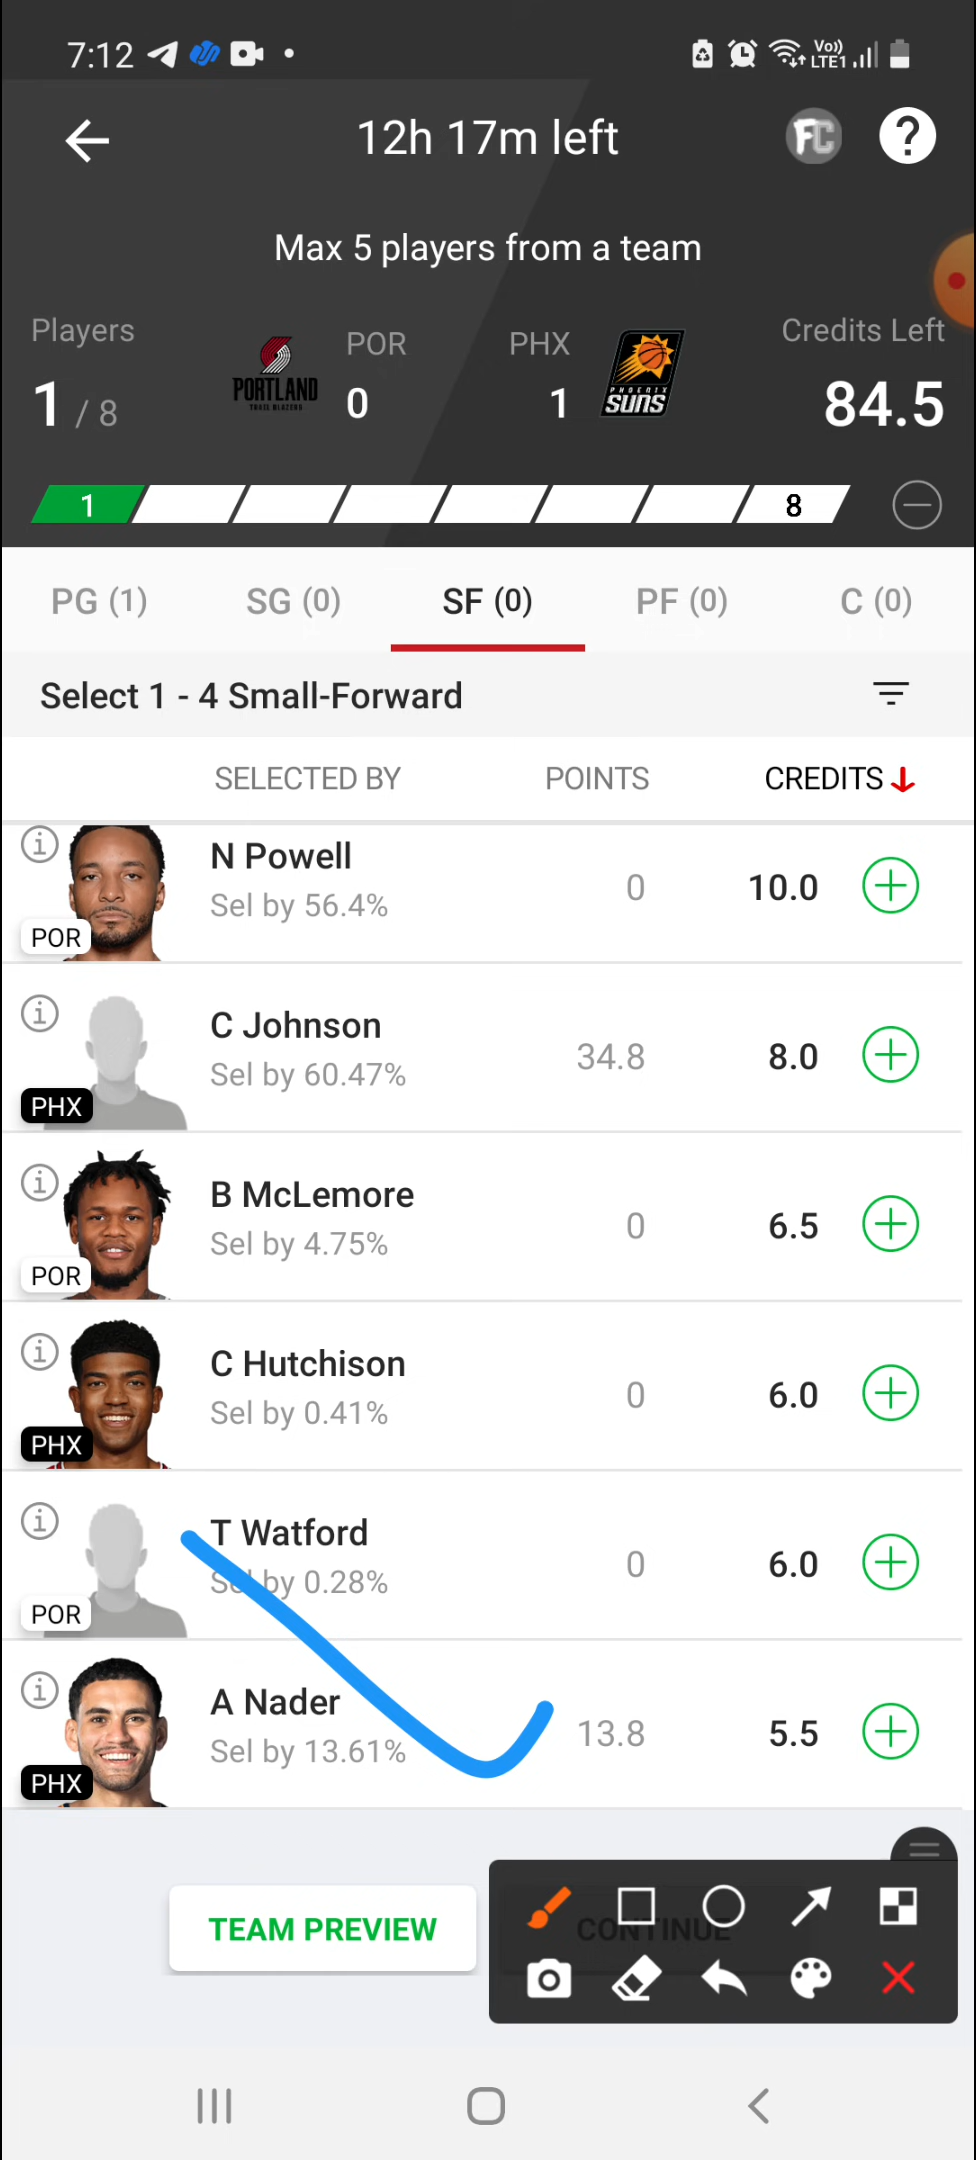 7:12 Vo)) LTE1
12h 17m left FC ?
Max 5 players from a team
Players POR PHX Credits Left
PORTLAND
TRAIL BLAZERS
PHOENIX
SUNS
1 / 8 0 1 84.5
1 8
PG (1) SG (0) SF (0) PF (0) C (0)
Select 1 - 4 Small-Forward
SELECTED BY POINTS CREDITS
N Powell
Sel by 56.4% 0 10.0
POR
C Johnson
Sel by 60.47% 34.8 8.0
PHX
B McLemore
Sel by 4.75% 0 6.5
POR
C Hutchison
Sel by 0.41% 0 6.0
PHX
T Watford
Sel by 0.28% 0 6.0
POR
A Nader
Sel by 13.61% 13.8 5.5
PHX
TEAM PREVIEW CONTINUE